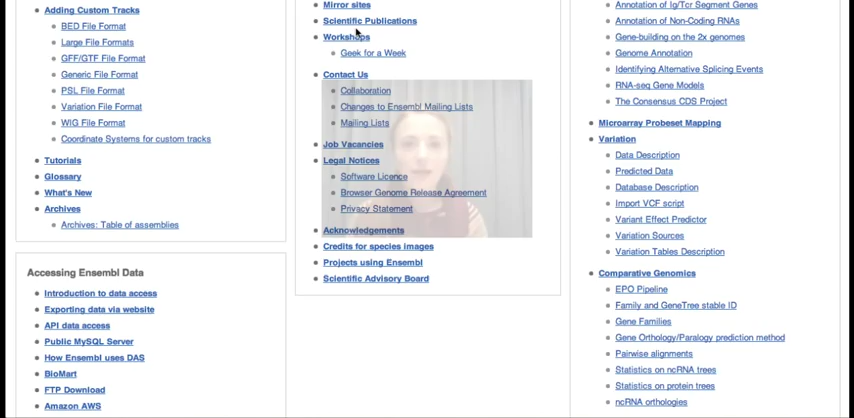 Adding Custom Tracks
BED File Format
Large File Formats
GFF/GTF File Format
Generic File Format
PSL File Format
Variation File Format
WIG File Format
Coordinate Systems for custom tracks
Tutorials
Glossary
What's New
Archives
Archives: Table of assemblies
Accessing Ensembl Data
Introduction to data access
Exporting data via website
API data access
Public MySQL Server
How Ensembl uses DAS
BioMart
FTP Download
Amazon AWS
Mirror sites
Scientific Publications
Workshops
Geek for a Week
Contact Us
Collaboration
Changes to Ensembl Mailing Lists
Mailing Lists
Job Vacancies
Legal Notices
Software Licence
Browser Genome Release Agreement
Privacy Statement
Acknowledgements
Credits for species images
Projects using Ensembl
Scientific Advisory Board
Annotation of Ig/Tcr Segment Genes
Annotation of Non-Coding RNAs
Gene-building on the 2x genomes
Genome Annotation
Identifying Alternative Splicing Events
RNA-seq Gene Models
The Consensus CDS Project
Microarray Probeset Mapping
Variation
Data Description
Predicted Data
Database Description
Import VCF script
Variant Effect Predictor
Variation Sources
Variation Tables Description
Comparative Genomics
EPO Pipeline
Family and GeneTree stable ID
Gene Families
Gene Orthology/Paralogy prediction method
Pairwise alignments
Statistics on ncRNA trees
Statistics on protein trees
ncRNA orthologies